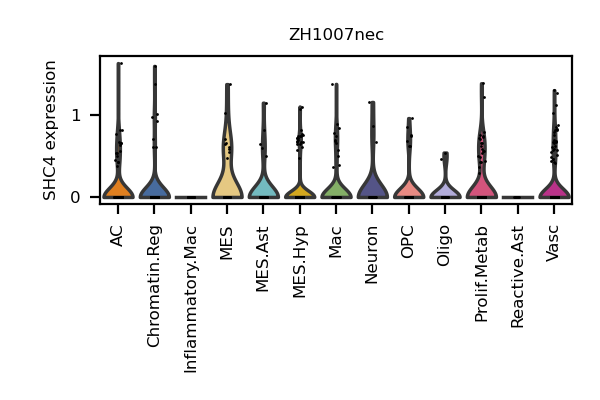 ZH1007nec
SHC4 expression
1
0
AC
Chromatin.Reg
Inflammatory.Mac
MES
MES.Ast
MES.Hyp
Mac
Neuron
OPC
Oligo
Prolif.Metab
Reactive.Ast
Vasc